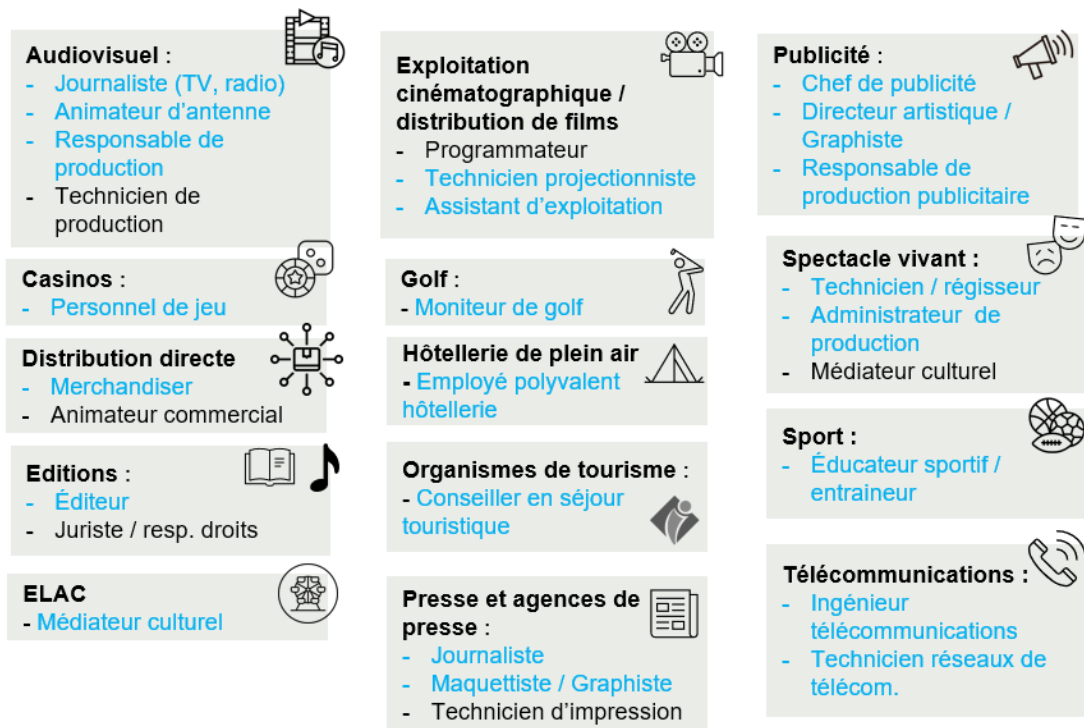 Audiovisuel :
- Journaliste (TV, radio)
- Animateur d'antenne
- Responsable de
production
- Technicien de
production
Casinos :
- Personnel de jeu
Distribution directe
- Merchandiser
- Animateur commercial
Editions :
- Éditeur
- Juriste / resp. droits
ELAC
- Médiateur culturel
Exploitation
cinématographique /
distribution de films
- Programmateur
- Technicien projectionniste
- Assistant d'exploitation
Golf :
- Moniteur de golf
Hôtellerie de plein air
- Employé polyvalent
hôtellerie
Organismes de tourisme :
- Conseiller en séjour
touristique
Presse et agences de
presse :
- Journaliste
- Maquettiste / Graphiste
- Technicien d'impression
Publicité :
- Chef de publicité
- Directeur artistique /
Graphiste
- Responsable de
production publicitaire
Spectacle vivant :
- Technicien / régisseur
- Administrateur de
production
- Médiateur culturel
Sport :
- Éducateur sportif /
entraineur
Télécommunications :
- Ingénieur
télécommunications
- Technicien réseaux de
télécom.